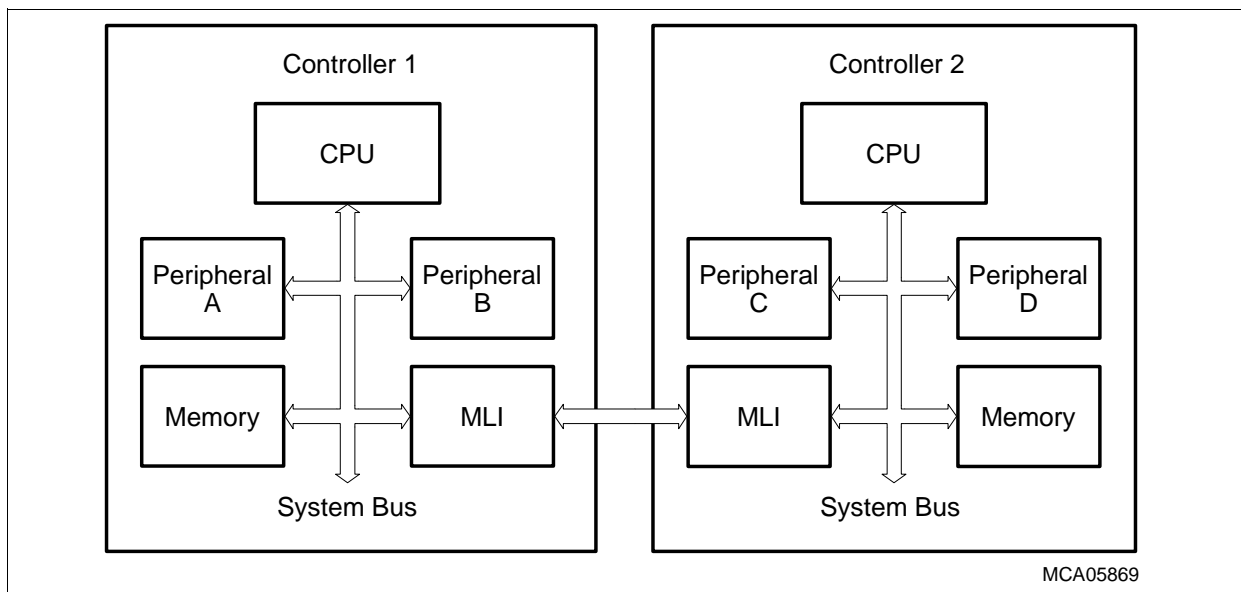 Controller 1
CPU
Peripheral
A
Peripheral
B
Memory
MLI
System Bus
Controller 2
CPU
Peripheral
C
Peripheral
D
MLI
Memory
System Bus
MCA05869